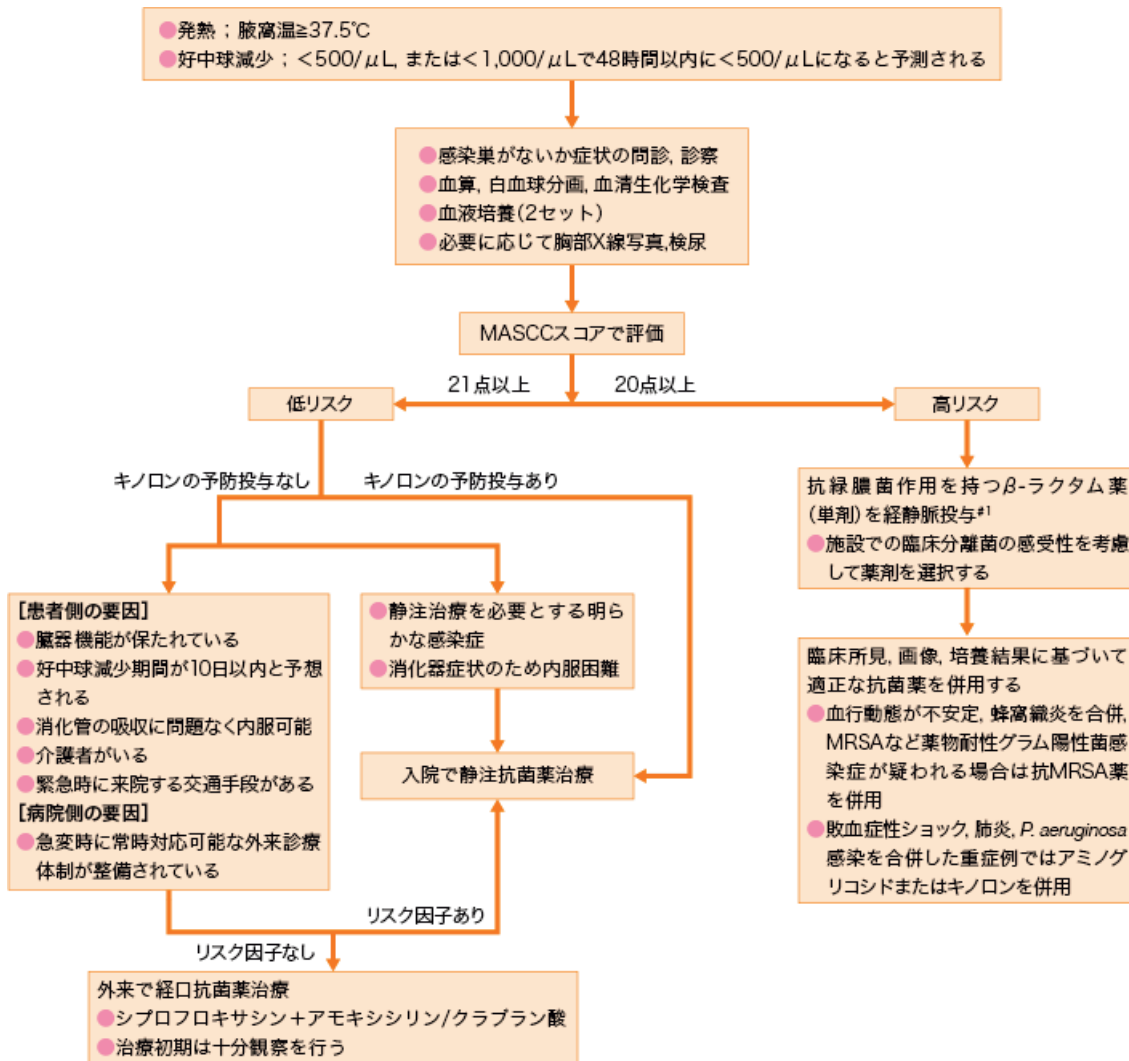 ●発熱；腋窩温≧37.5℃
●好中球減少；＜500/μL, または＜1,000/μLで48時間以内に＜500/μLになると予測される
●感染巣がないか症状の問診, 診察
●血算, 白血球分画, 血清生化学検査
●血液培養(2セット)
●必要に応じて胸部X線写真,検尿
MASCCスコアで評価
21点以上
20点以上
低リスク
高リスク
キノロンの予防投与なし
キノロンの予防投与あり
抗緑膿菌作用を持つβ-ラクタム薬
(単剤)を経静脈投与#1
●施設での臨床分離菌の感受性を考慮
して薬剤を選択する
[患者側の要因]
●臓器機能が保たれている
●好中球減少期間が10日以内と予想
される
●消化管の吸収に問題なく内服可能
●介護者がいる
●緊急時に来院する交通手段がある
[病院側の要因]
●急変時に常時対応可能な外来診療
体制が整備されている
●静注治療を必要とする明ら
かな感染症
●消化器症状のため内服困難
入院で静注抗菌薬治療
臨床所見, 画像, 培養結果に基づいて
適正な抗菌薬を併用する
●血行動態が不安定, 蜂窩織炎を合併,
MRSAなど薬物耐性グラム陽性菌感
染症が疑われる場合は抗MRSA薬
を併用
●敗血症性ショック, 肺炎, P. aeruginosa
感染を合併した重症例ではアミノグ
リコシドまたはキノロンを併用
リスク因子あり
リスク因子なし
外来で経口抗菌薬治療
●シプロフロキサシン＋アモキシシリン/クラブラン酸
●治療初期は十分観察を行う